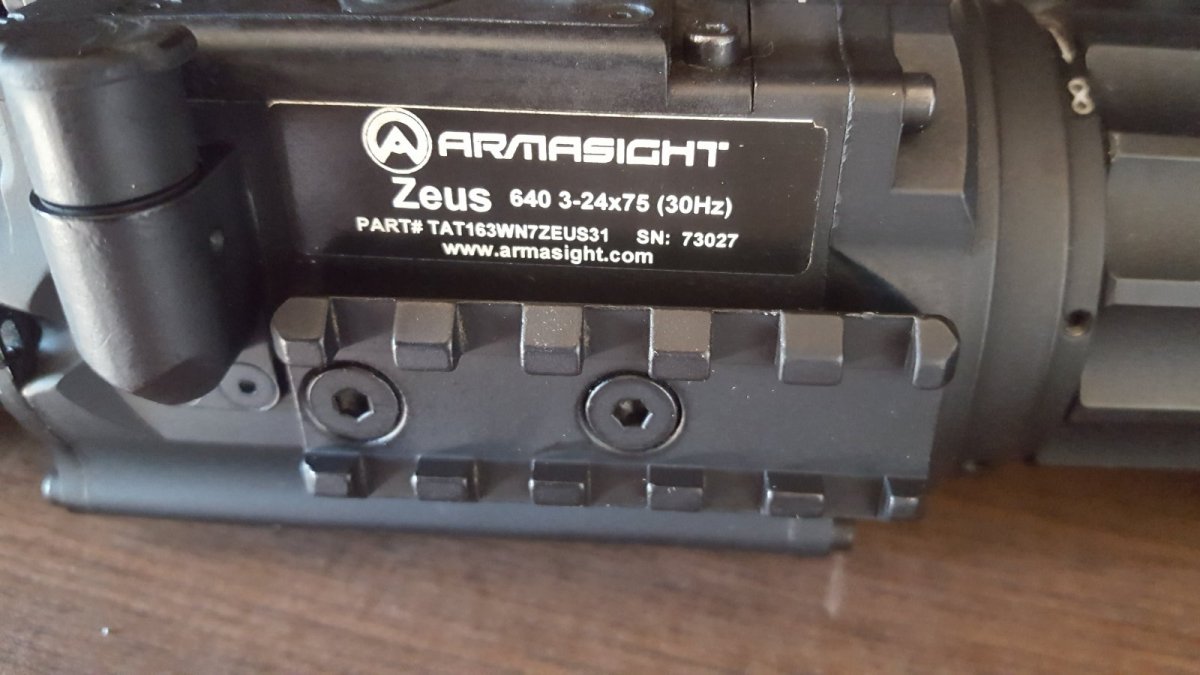 ARMASIGHT
Zeus 640 3-24x75 (30Hz)
PART# TAT163WN7ZEUS31 SN: 73027
www.armasight.com
∞